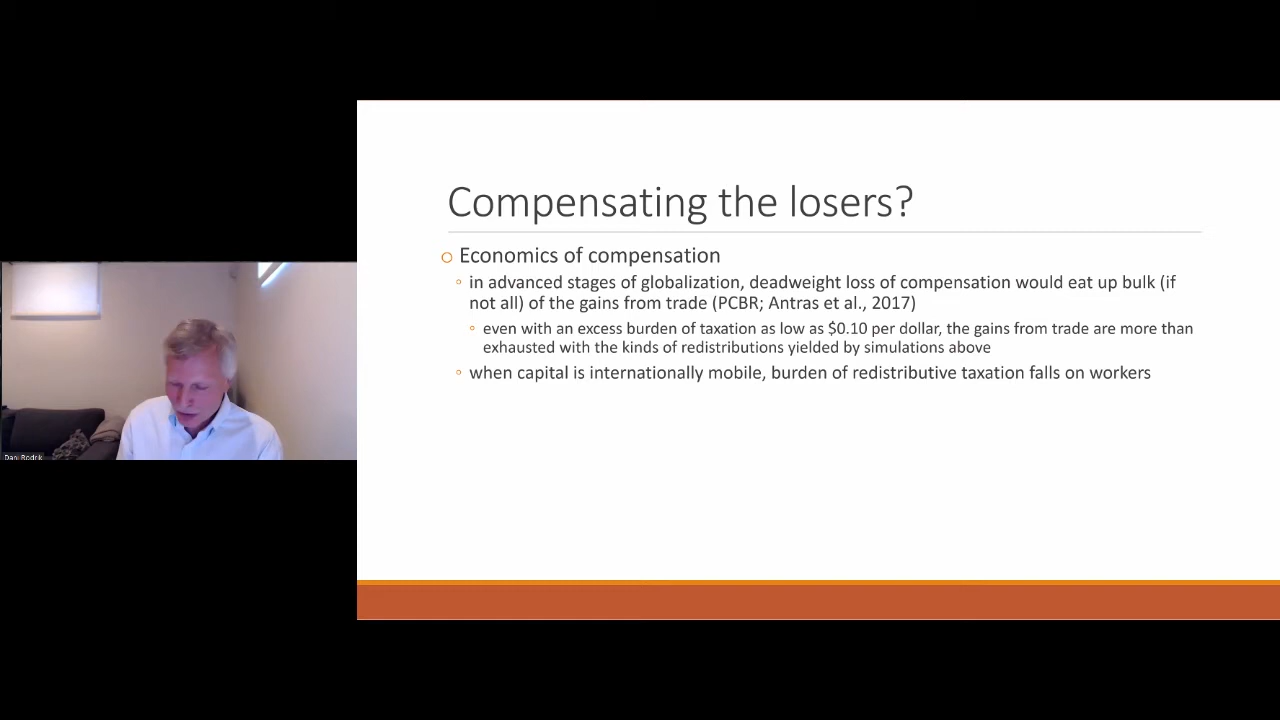 Compensating the losers?
Economics of compensation
in advanced stages of globalization, deadweight loss of compensation would eat up bulk (if
not all) of the gains from trade (PCBR; Antras et al., 2017)
even with an excess burden of taxation as low as $0.10 per dollar, the gains from trade are more than
exhausted with the kinds of redistributions yielded by simulations above
when capital is internationally mobile, burden of redistributive taxation falls on workers
Dani Rodrik